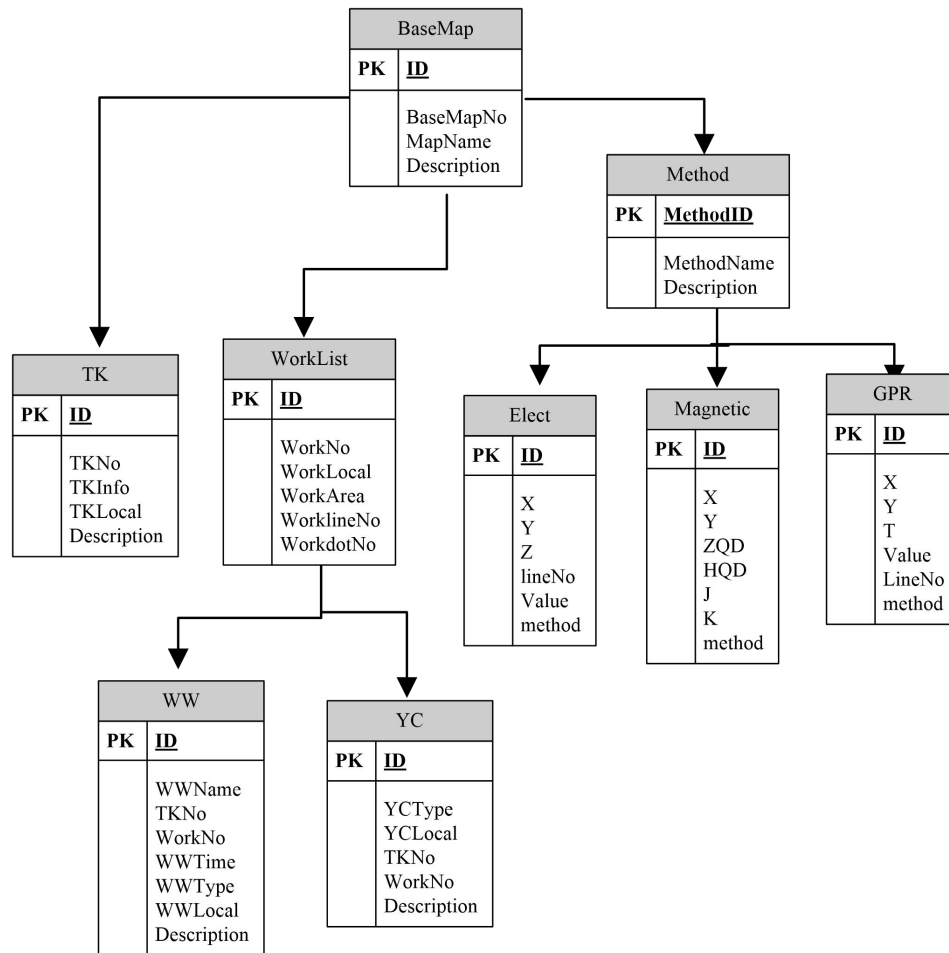 BaseMap
PK ID
BaseMapNo
MapName
Description
Method
PK MethodID
MethodName
Description
TK
PK ID
TKNo
TKInfo
TKLocal
Description
WorkList
PK ID
WorkNo
WorkLocal
WorkArea
WorklineNo
WorkdotNo
Elect
PK ID
X
Y
Z
lineNo
Value
method
Magnetic
PK ID
X
Y
ZQD
HQD
J
K
method
GPR
PK ID
X
Y
T
Value
LineNo
method
WW
PK ID
WWName
TKNo
WorkNo
WWTime
WWType
WWLocal
Description
YC
PK ID
YCType
YCLocal
TKNo
WorkNo
Description